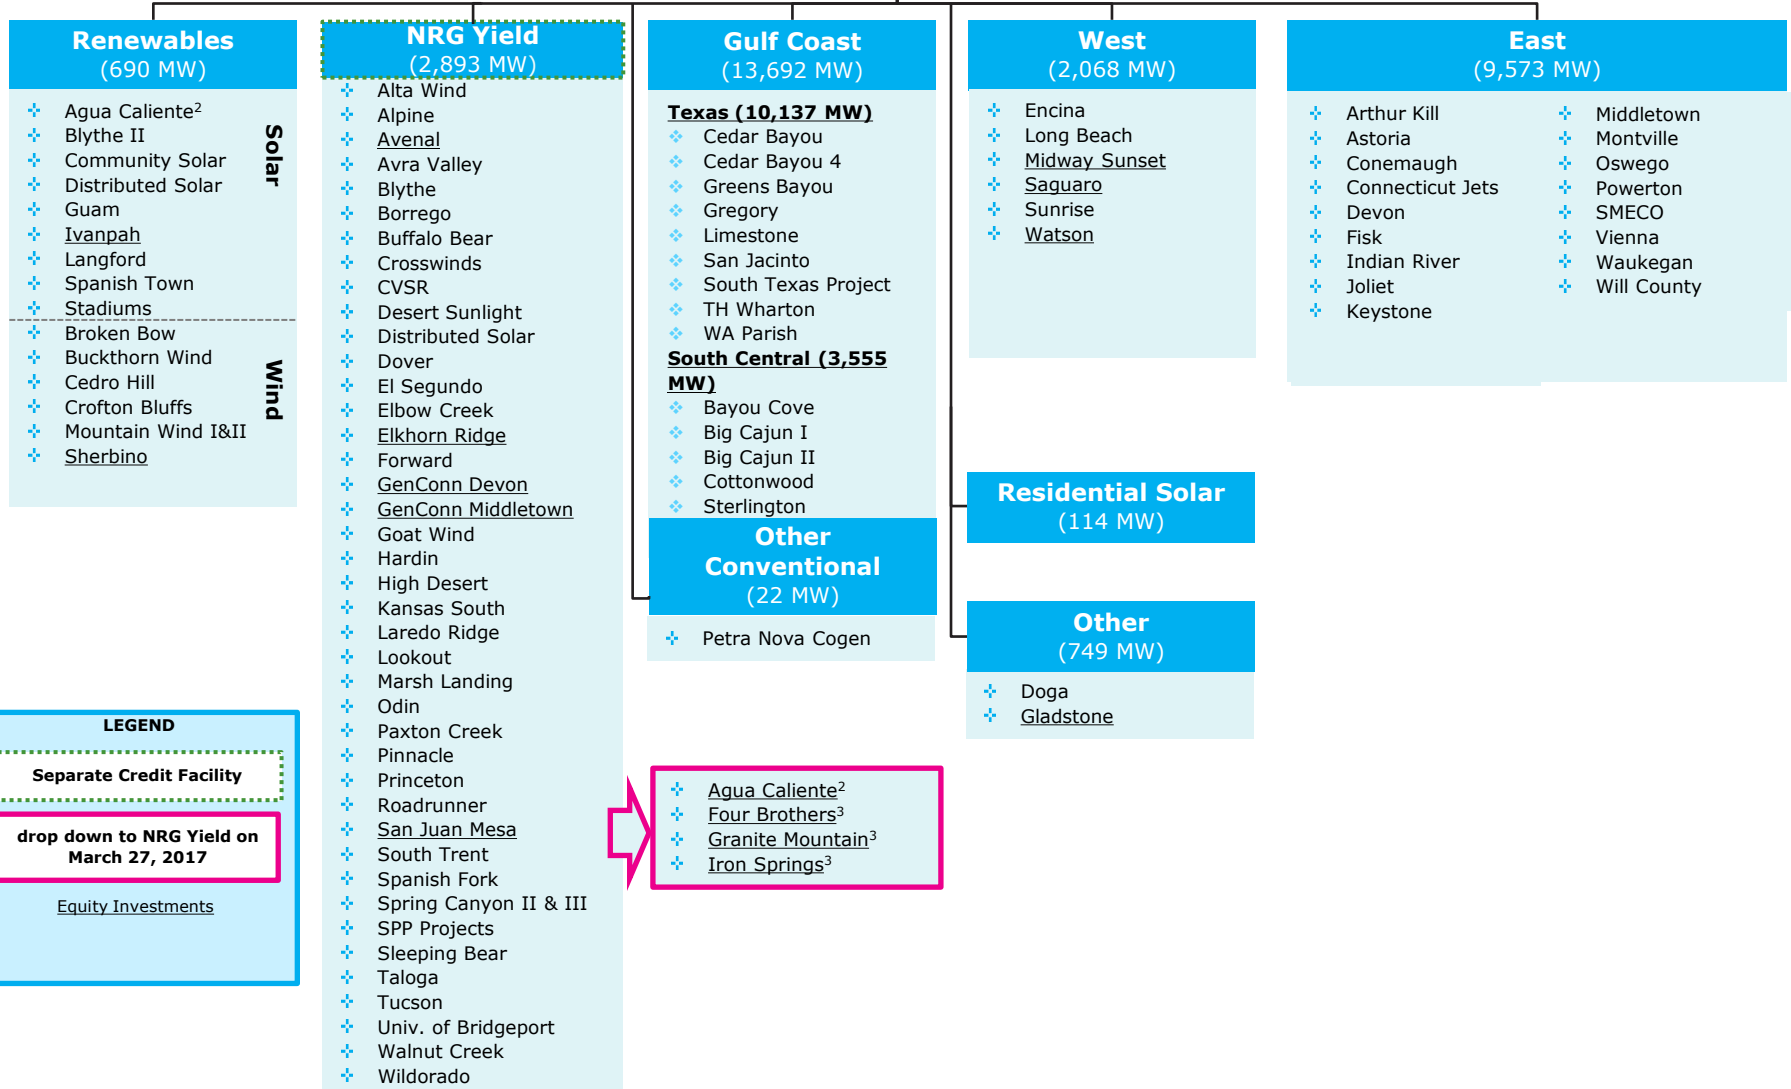 Renewables
(690 MW)
Agua Caliente2
Blythe II
Community Solar
Distributed Solar
Guam
Ivanpah
Langford
Spanish Town
Stadiums
Solar
Broken Bow
Buckthorn Wind
Cedro Hill
Crofton Bluffs
Mountain Wind I&II
Sherbino
Wind
NRG Yield
(2,893 MW)
Alta Wind
Alpine
Avenal
Avra Valley
Blythe
Borrego
Buffalo Bear
Crosswinds
CVSR
Desert Sunlight
Distributed Solar
Dover
El Segundo
Elbow Creek
Elkhorn Ridge
Forward
GenConn Devon
GenConn Middletown
Goat Wind
Hardin
High Desert
Kansas South
Laredo Ridge
Lookout
Marsh Landing
Odin
Paxton Creek
Pinnacle
Princeton
Roadrunner
San Juan Mesa
South Trent
Spanish Fork
Spring Canyon II & III
SPP Projects
Sleeping Bear
Taloga
Tucson
Univ. of Bridgeport
Walnut Creek
Wildorado
Gulf Coast
(13,692 MW)
Texas (10,137 MW)
Cedar Bayou
Cedar Bayou 4
Greens Bayou
Gregory
Limestone
San Jacinto
South Texas Project
TH Wharton
WA Parish
South Central (3,555
MW)
Bayou Cove
Big Cajun I
Big Cajun II
Cottonwood
Sterlington
Other
Conventional
(22 MW)
Petra Nova Cogen
Agua Caliente2
Four Brothers3
Granite Mountain3
Iron Springs3
West
(2,068 MW)
Encina
Long Beach
Midway Sunset
Saguaro
Sunrise
Watson
Residential Solar
(114 MW)
Other
(749 MW)
Doga
Gladstone
East
(9,573 MW)
Arthur Kill
Astoria
Conemaugh
Connecticut Jets
Devon
Fisk
Indian River
Joliet
Keystone
Middletown
Montville
Oswego
Powerton
SMECO
Vienna
Waukegan
Will County
LEGEND
Separate Credit Facility
drop down to NRG Yield on
March 27, 2017
Equity Investments